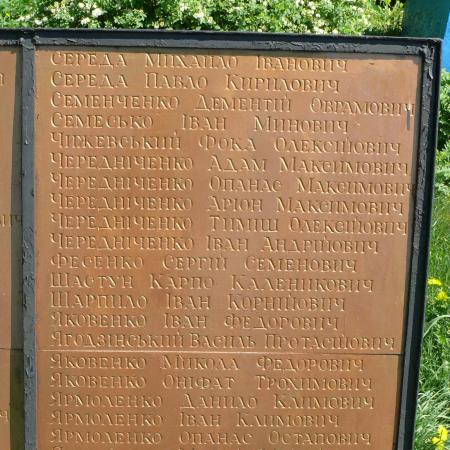 СЕРЕДА МИХАЙЛО ІВАНОВИЧ
СЕРЕДА ПАВЛО КИРИЛОВИЧ
СЕМЕНЧЕНКО ДЕМЕНТІЙ ОВРАМОВИЧ
СЕМЕСЬКО ІВАН МИНОВИЧ
ЧИЖЕВСЬКИЙ ФОКА ОЛЕКСІЙОВИЧ
ЧЕРЕДНІЧЕНКО АДАМ МАКСИМОВИЧ
ЧЕРЕДНІЧЕНКО ОПАНАС МАКСИМОВИЧ
ЧЕРЕДНІЧЕНКО АРІОН МАКСИМОВИЧ
ЧЕРЕДНІЧЕНКО ТИМІШ ОЛЕКСІЙОВИЧ
ЧЕРЕДНІЧЕНКО ІВАН АНДРІЙОВИЧ
ФЕСЕНКО СЕРГІЙ СЕМЕНОВИЧ
ШАСТУН КАРПО КАЛЕНИКОВИЧ
ШАРПИЛО ІВАН КОРНІЙОВИЧ
ЯКОВЕНКО ІВАН ФЕДОРОВИЧ
ЯГОДЗІНСЬКИЙ ВАСИЛЬ ПРОТАСІЙОВИЧ
ЯКОВЕНКО МИКОЛА ФЕДОРОВИЧ
ЯКОВЕНКО ОНІФАТ ТРОХИМОВИЧ
ЯРМОЛЕНКО ДАНИЛО КЛИМОВИЧ
ЯРМОЛЕНКО ІВАН КЛИМОВИЧ
ЯРМОЛЕНКО ОПАНАС ОСТАПОВИЧ